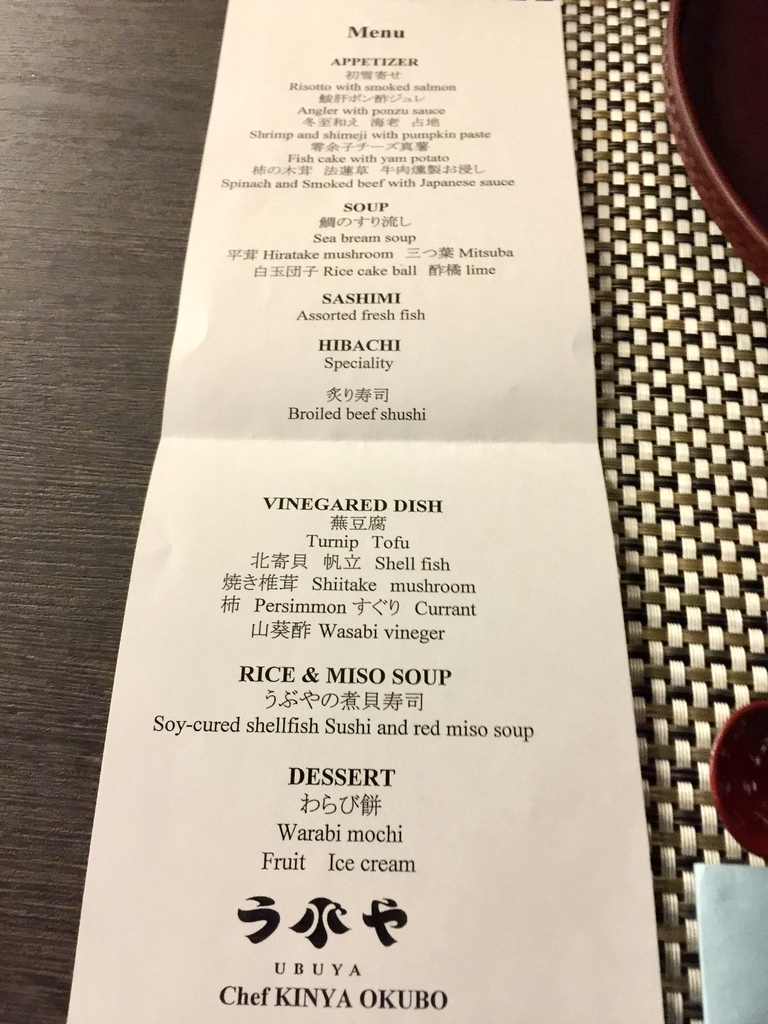 Menu
APPETIZER
初雪寄せ
Risotto with smoked salmon
鮟肝ポン酢ジュレ
Angler with ponzu sauce
冬至和え 海老 占地
Shrimp and shimeji with pumpkin paste
零余子チーズ真薯
Fish cake with yam potato
柿の木茸 法蓮草 牛肉燻製お浸し
Spinach and Smoked beef with Japanese sauce
SOUP
鯛のすり流し
Sea bream soup
平茸 Hiratake mushroom 三つ葉 Mitsuba
白玉団子 Rice cake ball 酢橘 lime
SASHIMI
Assorted fresh fish
HIBACHI
Speciality
炙り寿司
Broiled beef shushi
VINEGARED DISH
蕪豆腐
Turnip Tofu
北寄貝 帆立 Shell fish
焼き椎茸 Shiitake mushroom
柿 Persimmon すぐり Currant
山葵酢 Wasabi vineger
RICE & MISO SOUP
うぶやの煮貝寿司
Soy-cured shellfish Sushi and red miso soup
DESSERT
わらび餅
Warabi mochi
Fruit Ice cream
うぶや
UBUYA
Chef KINYA OKUBO